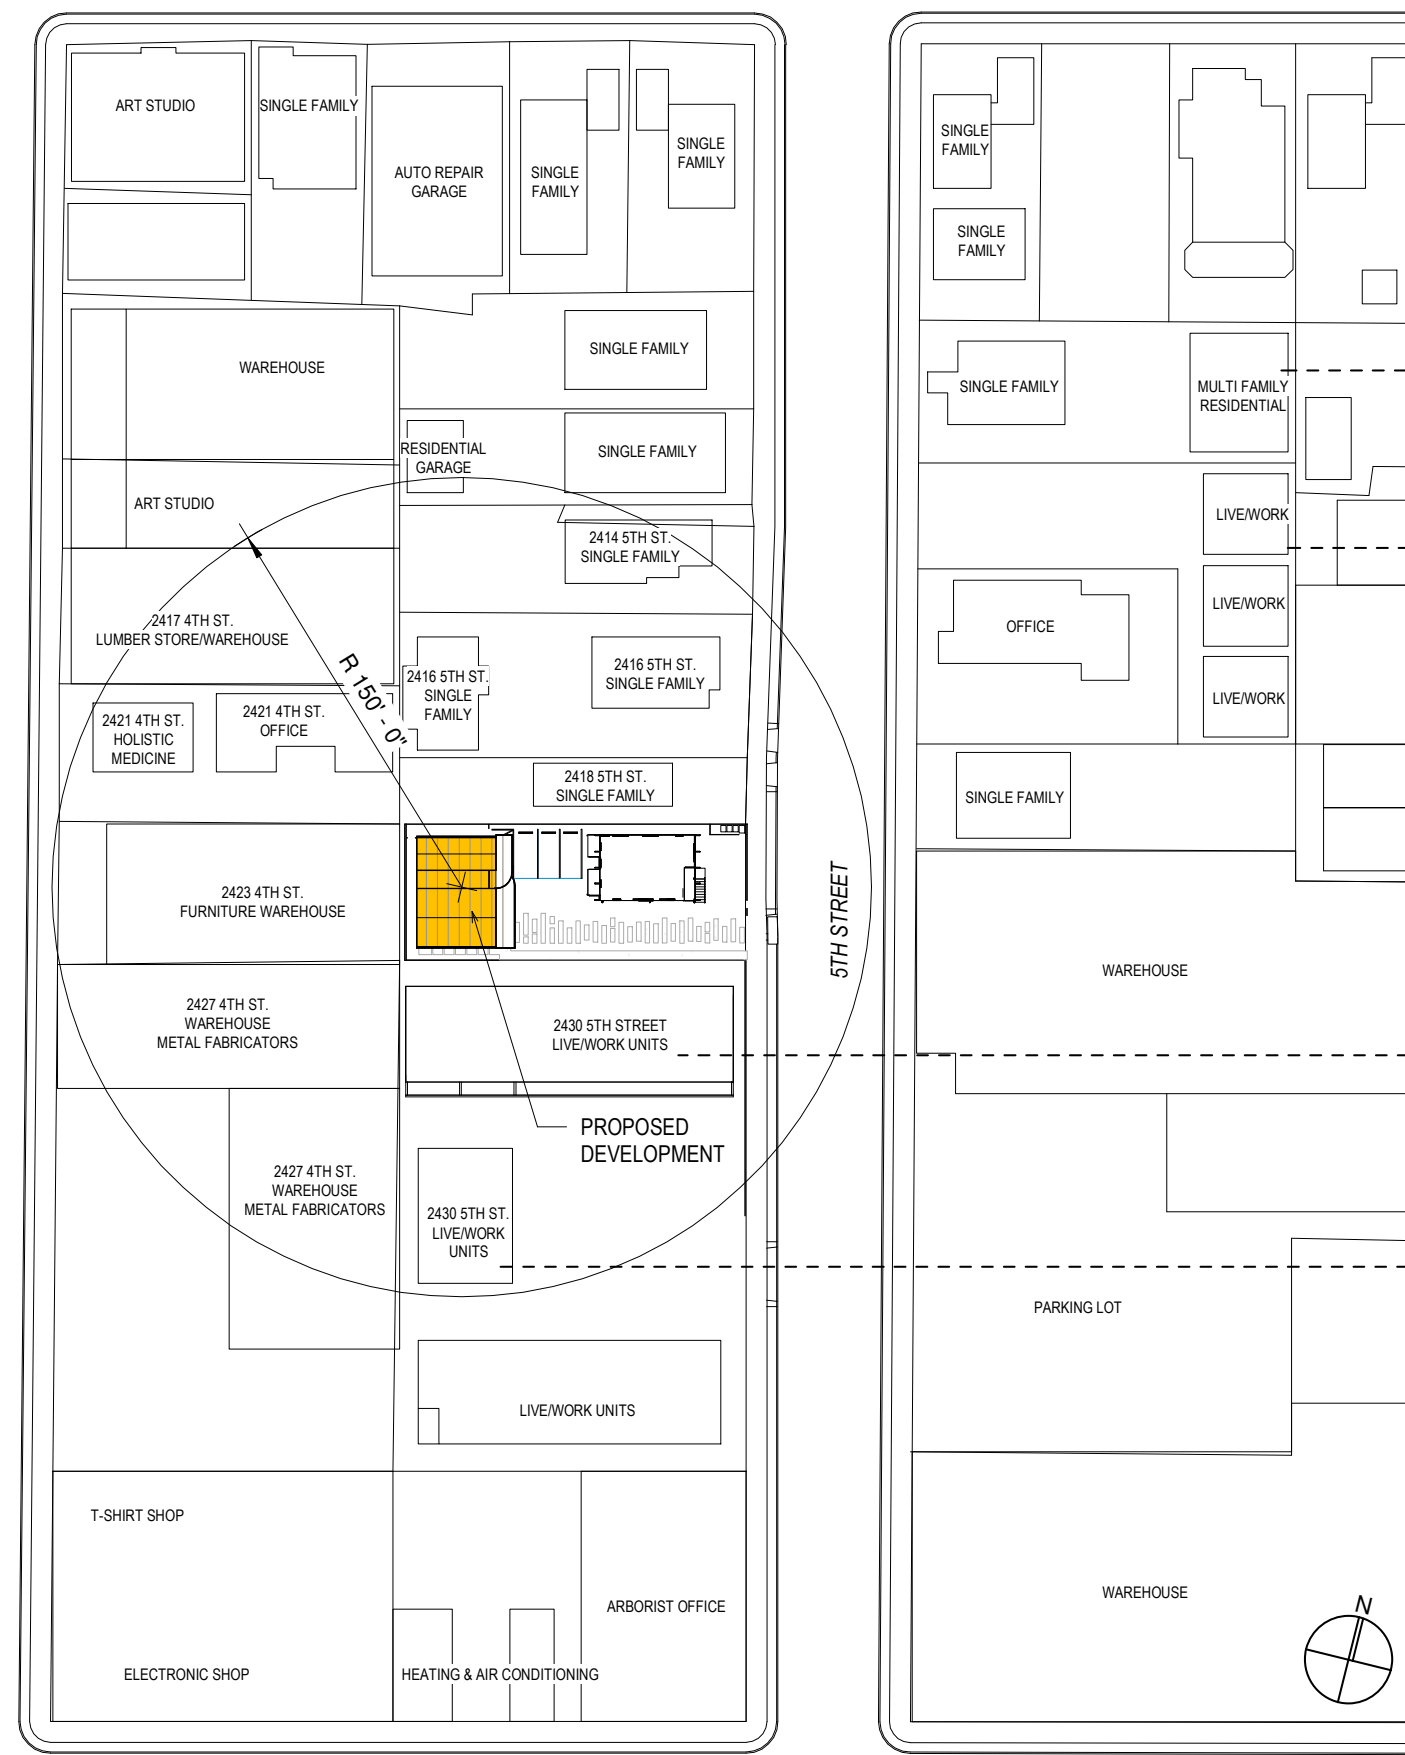 ART STUDIO
SINGLE FAMILY
AUTO REPAIR
GARAGE
SINGLE
FAMILY
SINGLE
FAMILY
WAREHOUSE
SINGLE FAMILY
RESIDENTIAL
GARAGE
SINGLE FAMILY
ART STUDIO
2414 5TH ST.
SINGLE FAMILY
2417 4TH ST.
LUMBER STORE/WAREHOUSE
R 150' - 0"
2416 5TH ST.
SINGLE
FAMILY
2416 5TH ST.
SINGLE FAMILY
2421 4TH ST.
HOLISTIC
MEDICINE
2421 4TH ST.
OFFICE
2418 5TH ST.
SINGLE FAMILY
2423 4TH ST.
FURNITURE WAREHOUSE
2427 4TH ST.
WAREHOUSE
METAL FABRICATORS
2430 5TH STREET
LIVE/WORK UNITS
PROPOSED
DEVELOPMENT
2427 4TH ST.
WAREHOUSE
METAL FABRICATORS
2430 5TH ST.
LIVE/WORK
UNITS
LIVE/WORK UNITS
T-SHIRT SHOP
ARBORIST OFFICE
ELECTRONIC SHOP
HEATING & AIR CONDITIONING
5TH STREET
SINGLE
FAMILY
SINGLE
FAMILY
SINGLE FAMILY
MULTI FAMILY
RESIDENTIAL
LIVE/WORK
LIVE/WORK
OFFICE
LIVE/WORK
SINGLE FAMILY
WAREHOUSE
PARKING LOT
WAREHOUSE
N